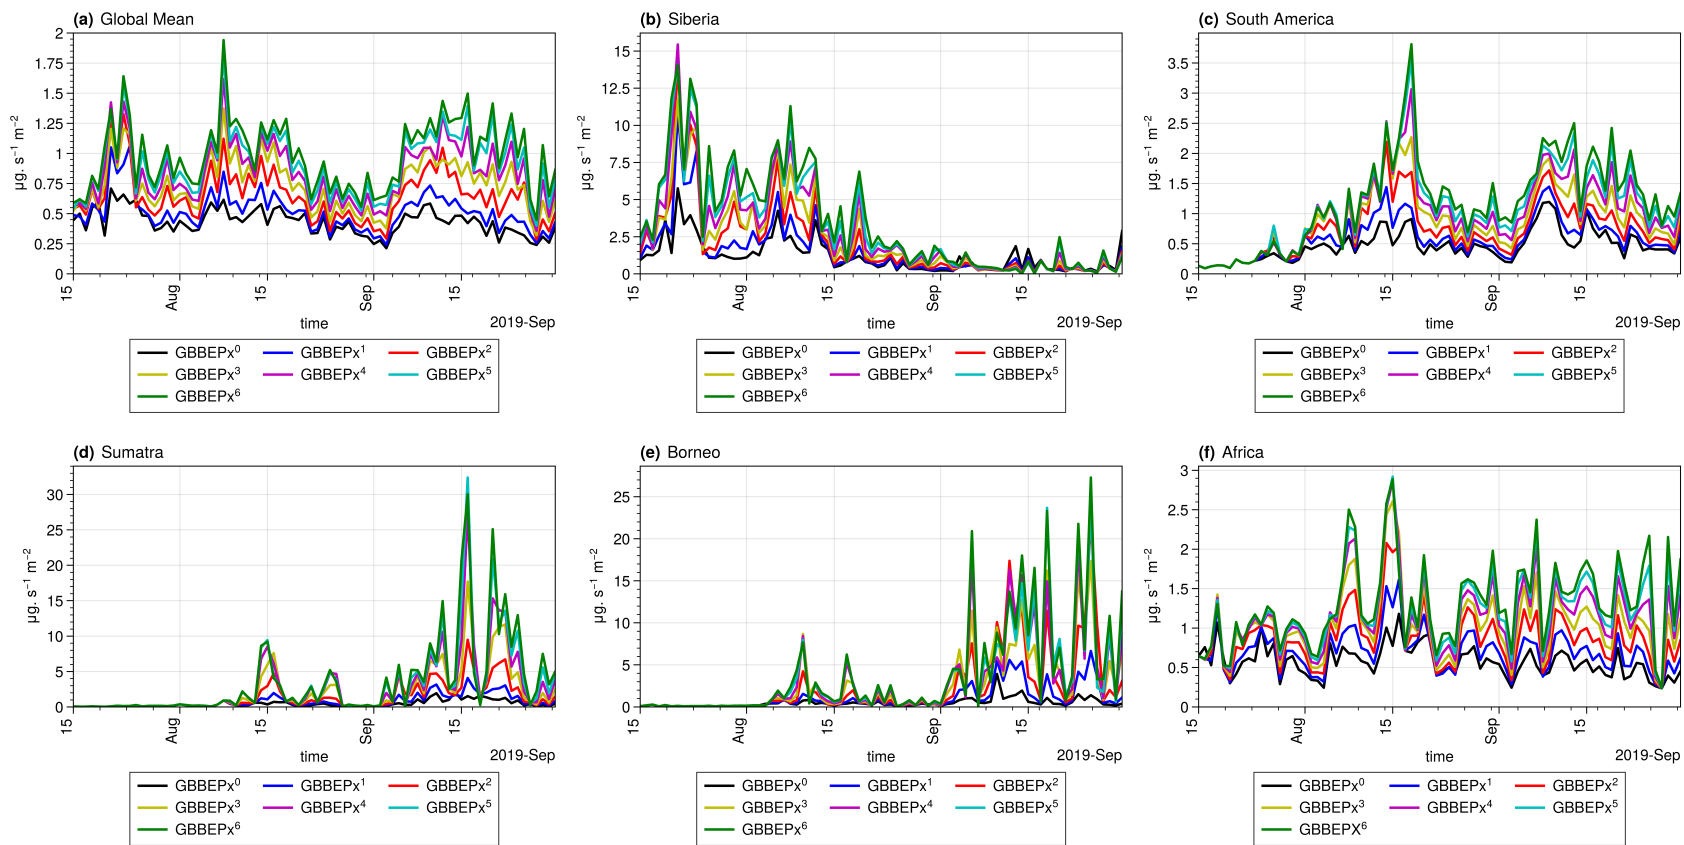 (a) Global Mean
2
1.75
1.5
1.25
1
0.75
0.5
0.25
0
µg. s⁻¹ m⁻²
15 Aug 15 Sep 15
time
2019-Sep
GBBEPx⁰ GBBEPx¹ GBBEPx²
GBBEPx³ GBBEPx⁴ GBBEPx⁵
GBBEPx⁶
(b) Siberia
15
12.5
10
7.5
5
2.5
0
µg. s⁻¹ m⁻²
15 Aug 15 Sep 15
time
2019-Sep
GBBEPx⁰ GBBEPx¹ GBBEPx²
GBBEPx³ GBBEPx⁴ GBBEPx⁵
GBBEPx⁶
(c) South America
3.5
3
2.5
2
1.5
1
0.5
0
µg. s⁻¹ m⁻²
15 Aug 15 Sep 15
time
2019-Sep
GBBEPx⁰ GBBEPx¹ GBBEPx²
GBBEPx³ GBBEPx⁴ GBBEPx⁵
GBBEPx⁶
(d) Sumatra
30
25
20
15
10
5
0
µg. s⁻¹ m⁻²
15 Aug 15 Sep 15
time
2019-Sep
GBBEPx⁰ GBBEPx¹ GBBEPx²
GBBEPx³ GBBEPx⁴ GBBEPx⁵
GBBEPx⁶
(e) Borneo
25
20
15
10
5
0
µg. s⁻¹ m⁻²
15 Aug 15 Sep 15
time
2019-Sep
GBBEPx⁰ GBBEPx¹ GBBEPx²
GBBEPx³ GBBEPx⁴ GBBEPx⁵
GBBEPx⁶
(f) Africa
3
2.5
2
1.5
1
0.5
0
µg. s⁻¹ m⁻²
15 Aug 15 Sep 15
time
2019-Sep
GBBEPx⁰ GBBEPx¹ GBBEPx²
GBBEPx³ GBBEPx⁴ GBBEPx⁵
GBBEPX⁶